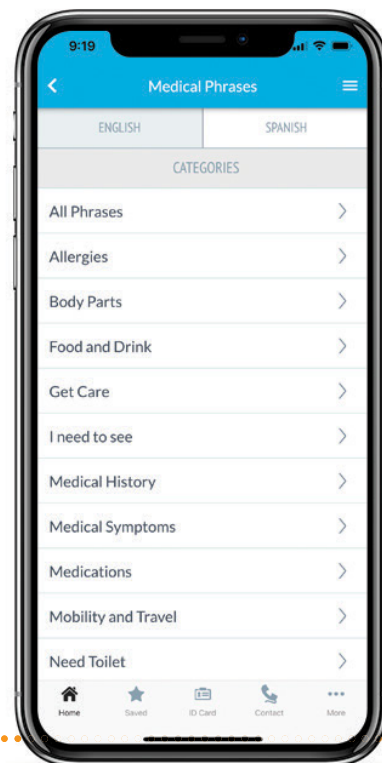 9:19
Medical Phrases
ENGLISH SPANISH
CATEGORIES
All Phrases
Allergies
Body Parts
Food and Drink
Get Care
I need to see
Medical History
Medical Symptoms
Medications
Mobility and Travel
Need Toilet
Home Saved ID Card Contact More